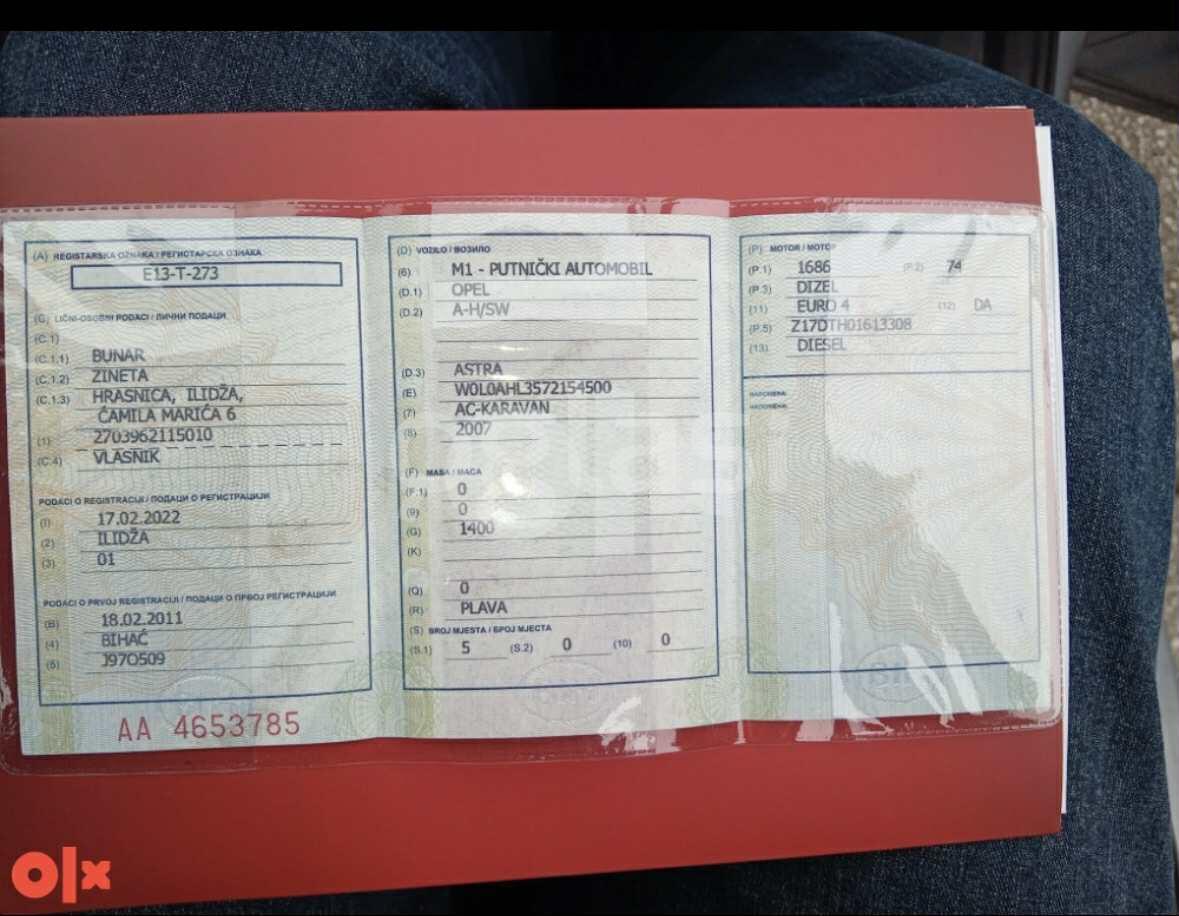 (A) REGISTARSKA OZNAKA / РЕГИСТАРСКА ОЗНАКА
E13-T-273
(C) LIČNI-OSOBNI PODACI / ЛИЧНИ ПОДАЦИ
(C.1)
(C.1.1) BUNAR
(C.1.2) ZINETA
(C.1.3) HRASNICA, ILIDŽA,
ĆAMILA MARIĆA 6
(1) 2703962115010
(C.4) VLASNIK
PODACI O REGISTRACIJI / ПОДАЦИ О РЕГИСТРАЦИЈИ
(I) 17.02.2022
(2) ILIDŽA
(3) 01
PODACI O PRVOJ REGISTRACIJI / ПОДАЦИ О ПРВОЈ РЕГИСТРАЦИЈИ
(B) 18.02.2011
(4) BIHAĆ
(5) J97O509
AA 4653785
(D) VOZILO / ВОЗИЛО
(6) M1 - PUTNIČKI AUTOMOBIL
(D.1) OPEL
(D.2) A-H/SW
(D.3) ASTRA
(E) W0L0AHL3572154500
(7) AC-KARAVAN
(8) 2007
(F) MASA / МАСА
(F.1) 0
(9) 0
(G) 1400
(K)
(Q) 0
(R) PLAVA
(S) BROJ MJESTA / БРОЈ МЈЕСТА
(S.1) 5 (S.2) 0 (10) 0
(P) MOTOR / МОТОР
(P.1) 1686 (P.2) 74
(P.3) DIZEL
(11) EURO 4 (12) DA
(P.5) Z17DTH01613308
(13) DIESEL
NAPOMENA:
НАПОМЕНА:
olx